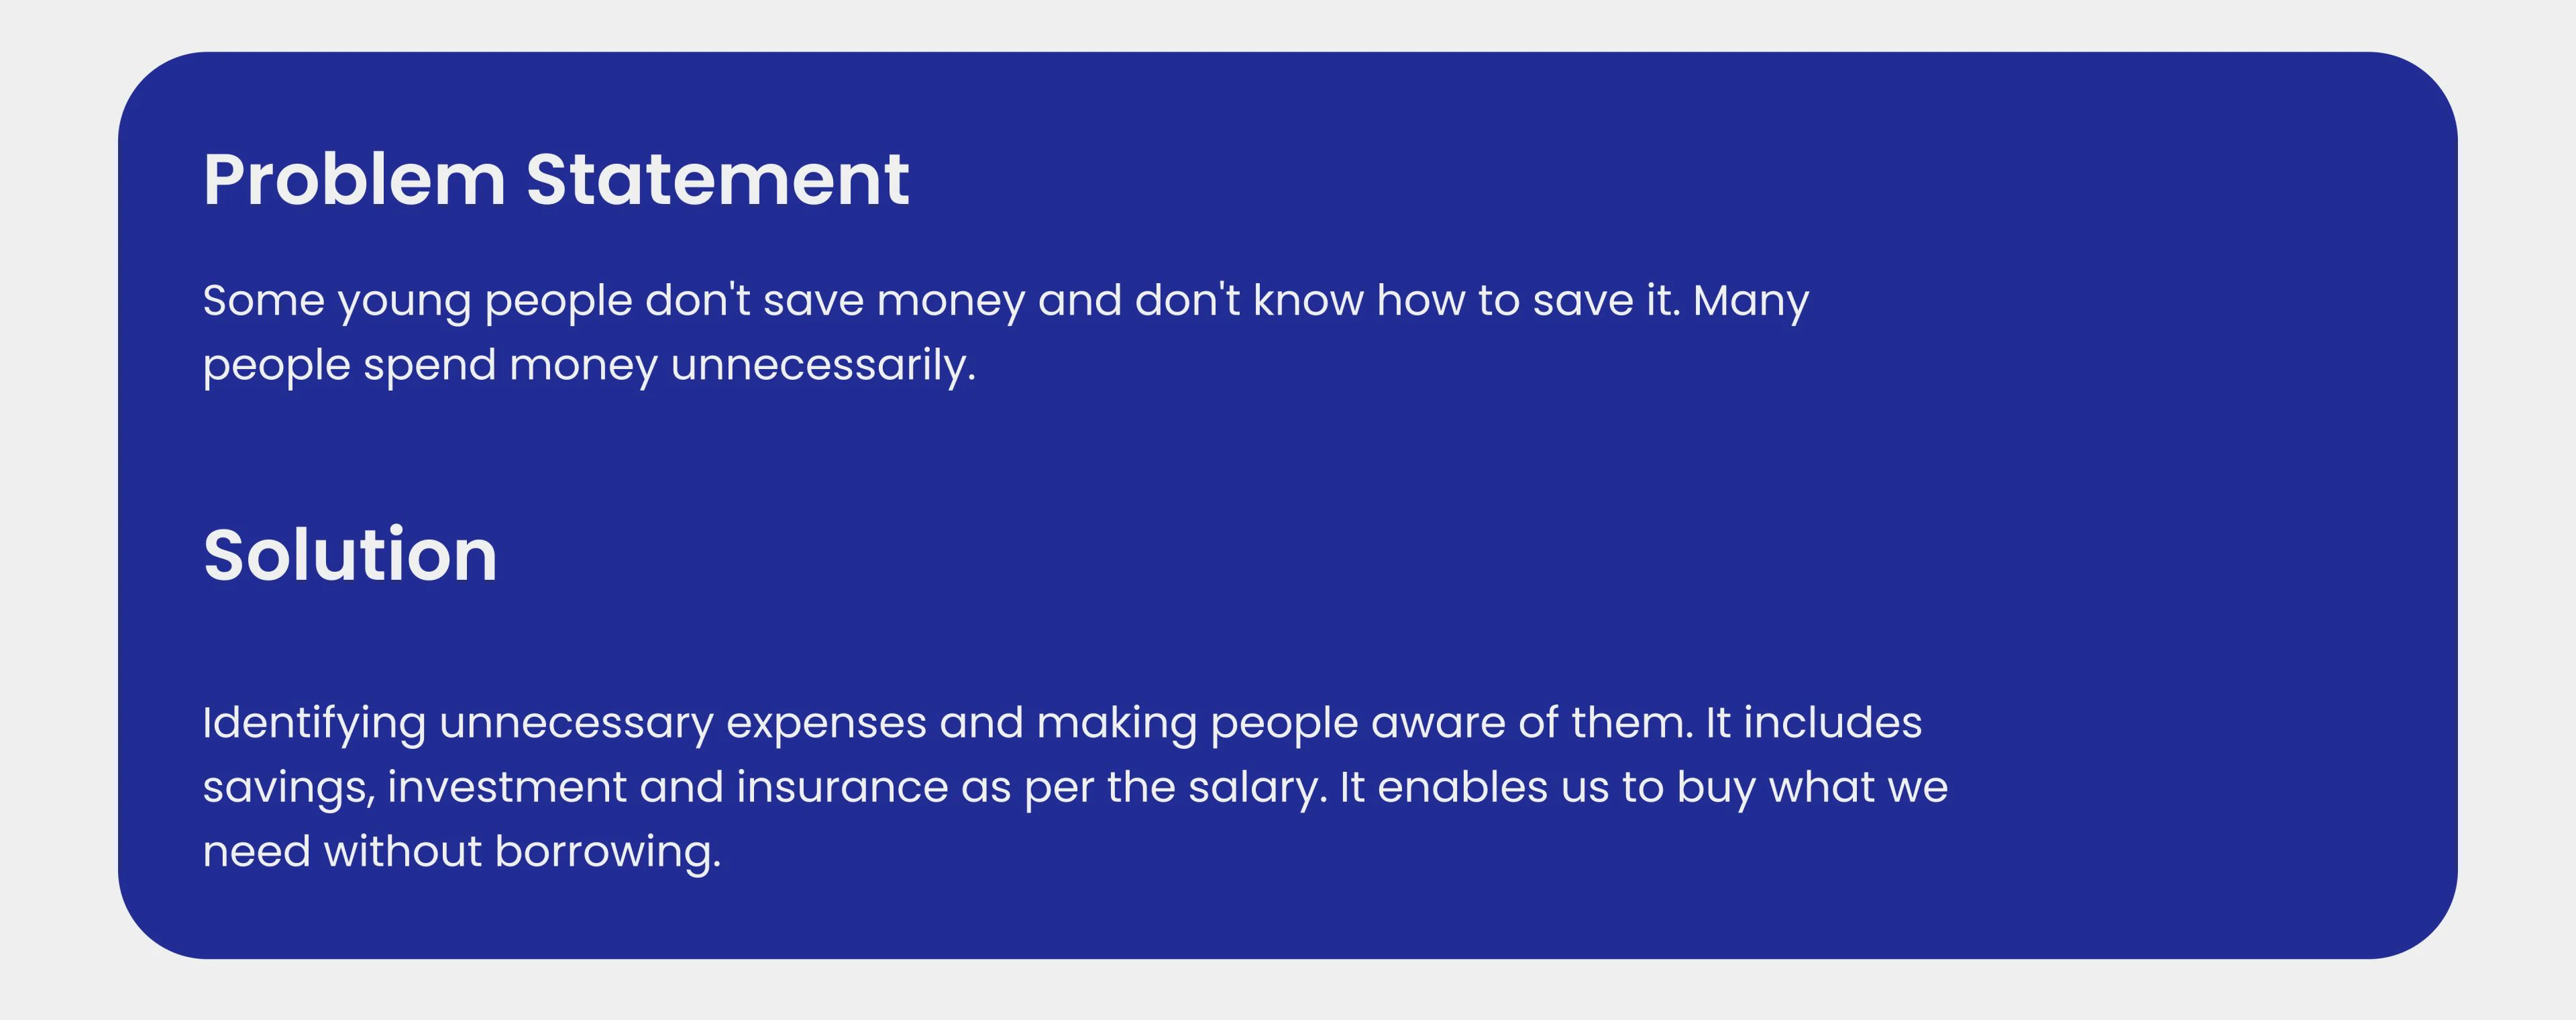 Problem Statement
Some young people don't save money and don't know how to save it. Many
people spend money unnecessarily.
Solution
Identifying unnecessary expenses and making people aware of them. It includes
savings, investment and insurance as per the salary. It enables us to buy what we
need without borrowing.